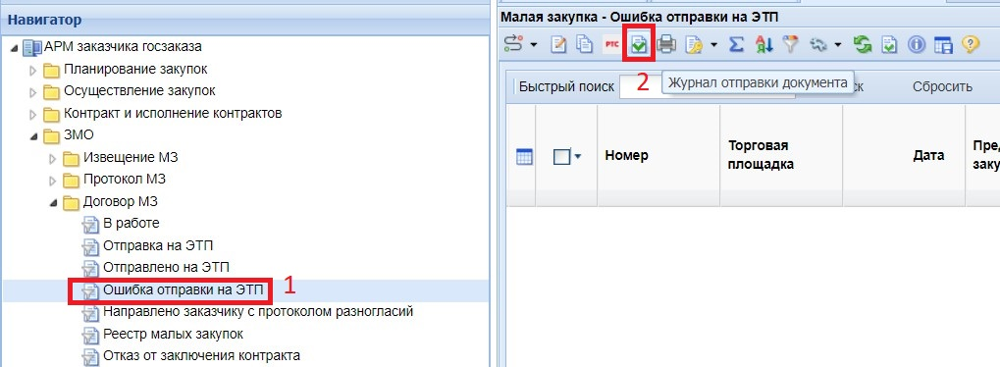 Навигатор
АРМ заказчика госзаказа
Планирование закупок
Осуществление закупок
Контракт и исполнение контрактов
ЗМО
Извещение МЗ
Протокол МЗ
Договор МЗ
В работе
Отправка на ЭТП
Отправлено на ЭТП
Ошибка отправки на ЭТП 1
Направлено заказчику с протоколом разногласий
Реестр малых закупок
Отказ от заключения контракта
Малая закупка - Ошибка отправки на ЭТП
РТС
Быстрый поиск 2 Журнал отправки документа ск Сбросить
Номер
Торговая
площадка
Дата
Пред
заку